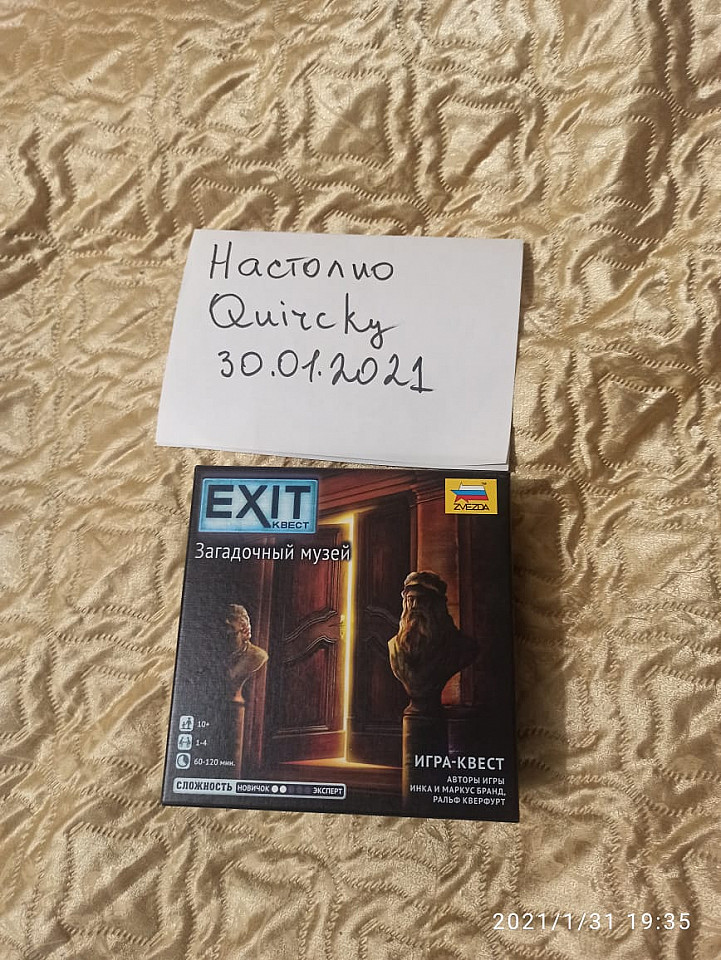 Настолио
Quircky
30.01.2021
EXIT
КВЕСТ
ZVEZDA
Загадочный музей
10+
1-4
60-120 мин.
СЛОЖНОСТЬ НОВИЧОК ЭКСПЕРТ
ИГРА-КВЕСТ
АВТОРЫ ИГРЫ
ИНКА И МАРКУС БРАНД,
РАЛЬФ КВЕРФУРТ
2021/1/31 19:35